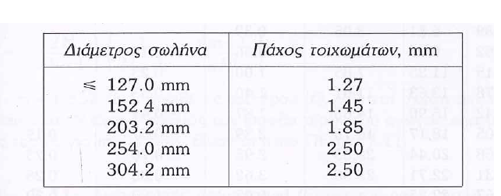 Διάμετρος σωλήνα Πάχος τοιχωμάτων, mm
⩽ 127.0 mm 1.27
152.4 mm 1.45
203.2 mm 1.85
254.0 mm 2.50
304.2 mm 2.50